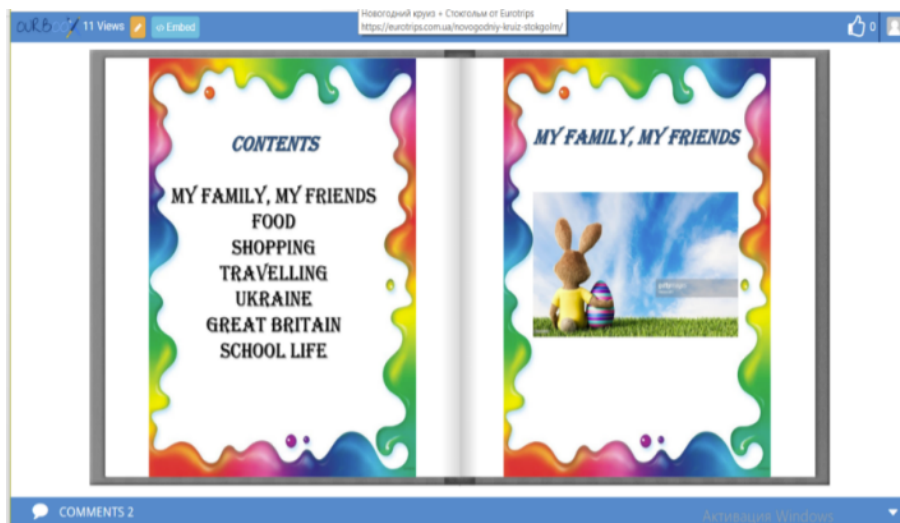 Новогодний круиз + Стокгольм от Eurotrips
https://eurotrips.com.ua/novogodniy-kruiz-stokgolm/
OURBOOX 11 Views <> Embed 0
CONTENTS
MY FAMILY, MY FRIENDS
FOOD
SHOPPING
TRAVELLING
UKRAINE
GREAT BRITAIN
SCHOOL LIFE
MY FAMILY, MY FRIENDS
COMMENTS 2
Активация Windows